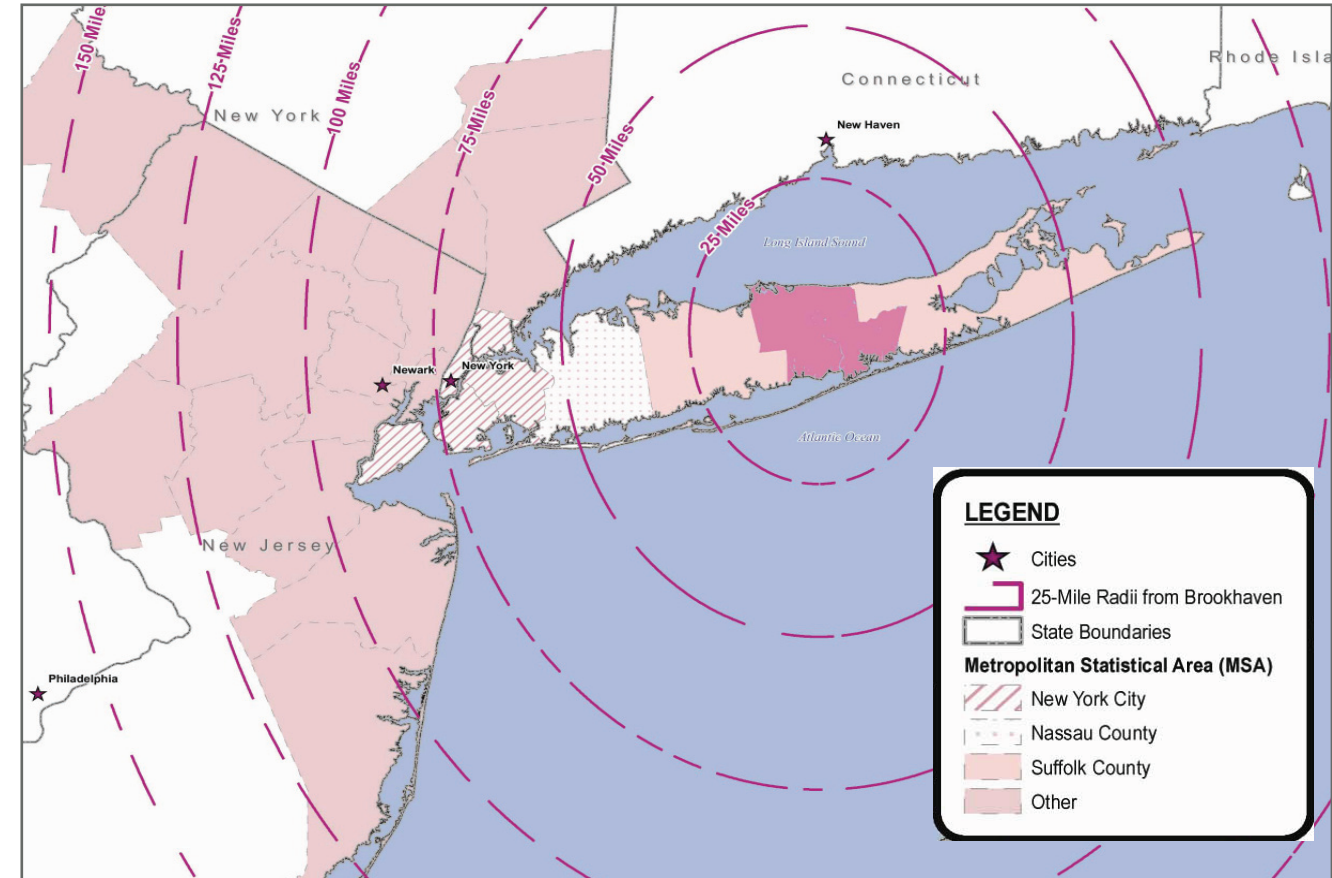 150-Miles
125-Miles
100 Miles
75-Miles
50-Miles
25-Miles
New York
Connecticut
Rhode Isla
New Haven
Long Island Sound
Newark
New York
Atlantic Ocean
New Jersey
Philadelphia
LEGEND
Cities
25-Mile Radii from Brookhaven
State Boundaries
Metropolitan Statistical Area (MSA)
New York City
Nassau County
Suffolk County
Other